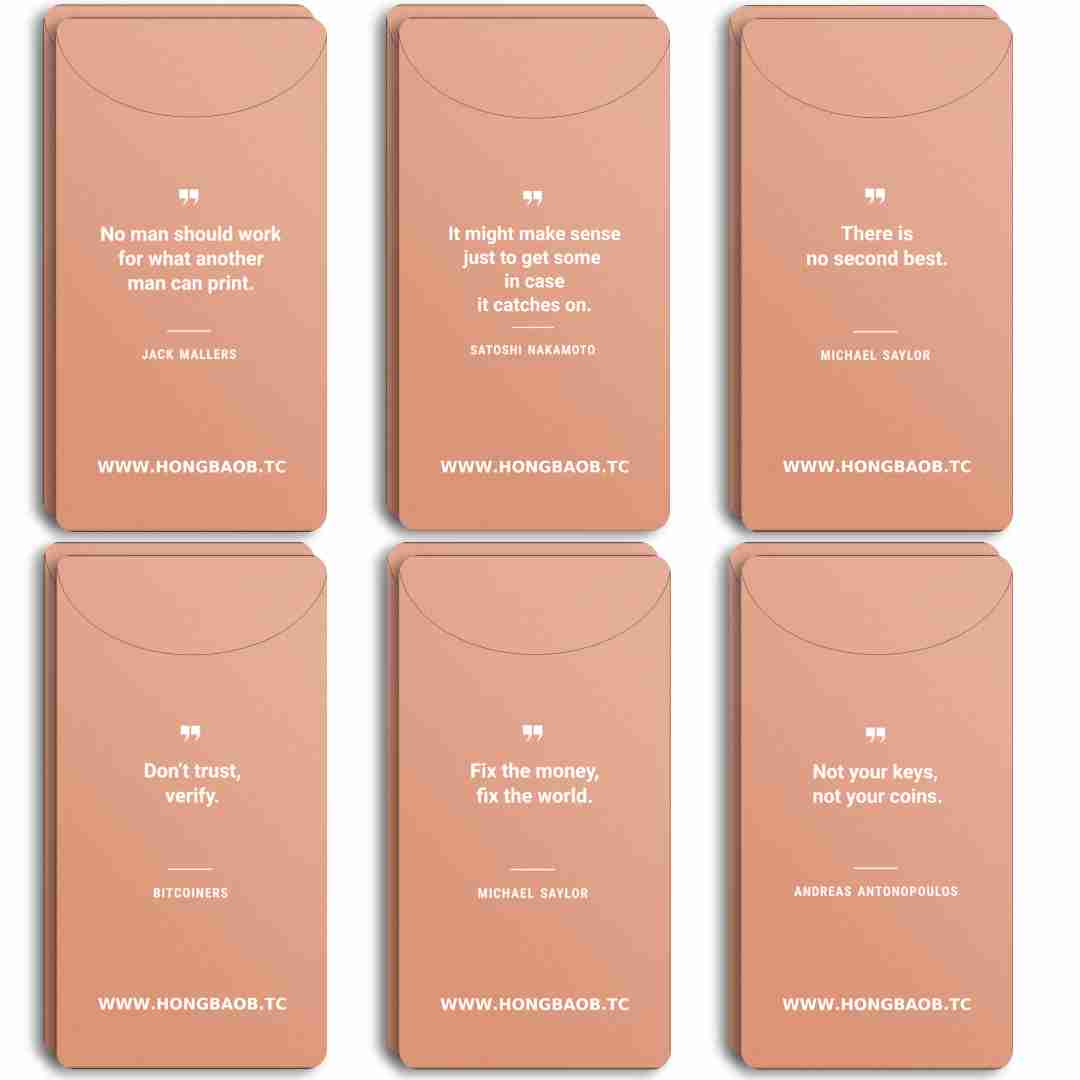 ❞
No man should work
for what another
man can print.
JACK MALLERS
WWW.HONGBAOB.TC
❞
It might make sense
just to get some
in case
it catches on.
SATOSHI NAKAMOTO
WWW.HONGBAOB.TC
❞
There is
no second best.
MICHAEL SAYLOR
WWW.HONGBAOB.TC
❞
Don't trust,
verify.
BITCOINERS
WWW.HONGBAOB.TC
❞
Fix the money,
fix the world.
MICHAEL SAYLOR
WWW.HONGBAOB.TC
❞
Not your keys,
not your coins.
ANDREAS ANTONOPOULOS
WWW.HONGBAOB.TC